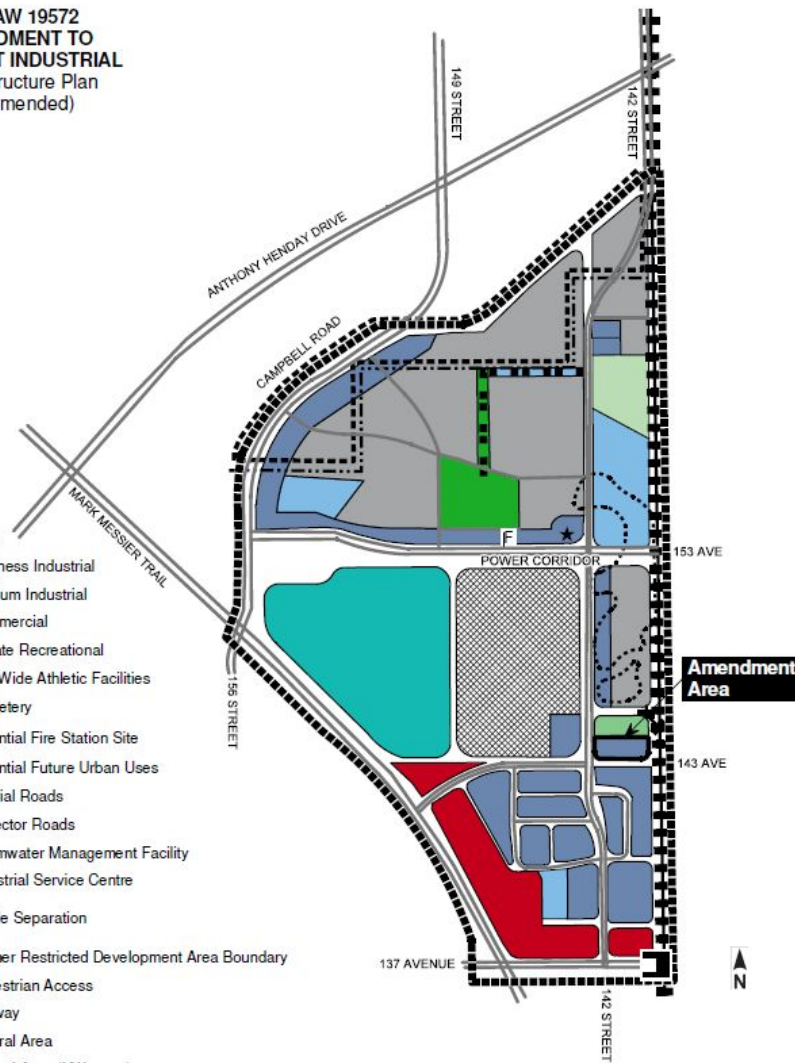 AW 19572
DMENT TO
T INDUSTRIAL
ructure Plan
mended)
149 STREET
142 STREET
ANTHONY HENDAY DRIVE
CAMPBELL ROAD
MARK MESSIER TRAIL
F
153 AVE
POWER CORRIDOR
156 STREET
Amendment
Area
143 AVE
137 AVENUE
142 STREET
N
ness Industrial
um Industrial
mercial
ate Recreational
Wide Athletic Facilities
etery
ential Fire Station Site
ential Future Urban Uses
rial Roads
ector Roads
mwater Management Facility
strial Service Centre
e Separation
er Restricted Development Area Boundary
estrian Access
way
ral Area